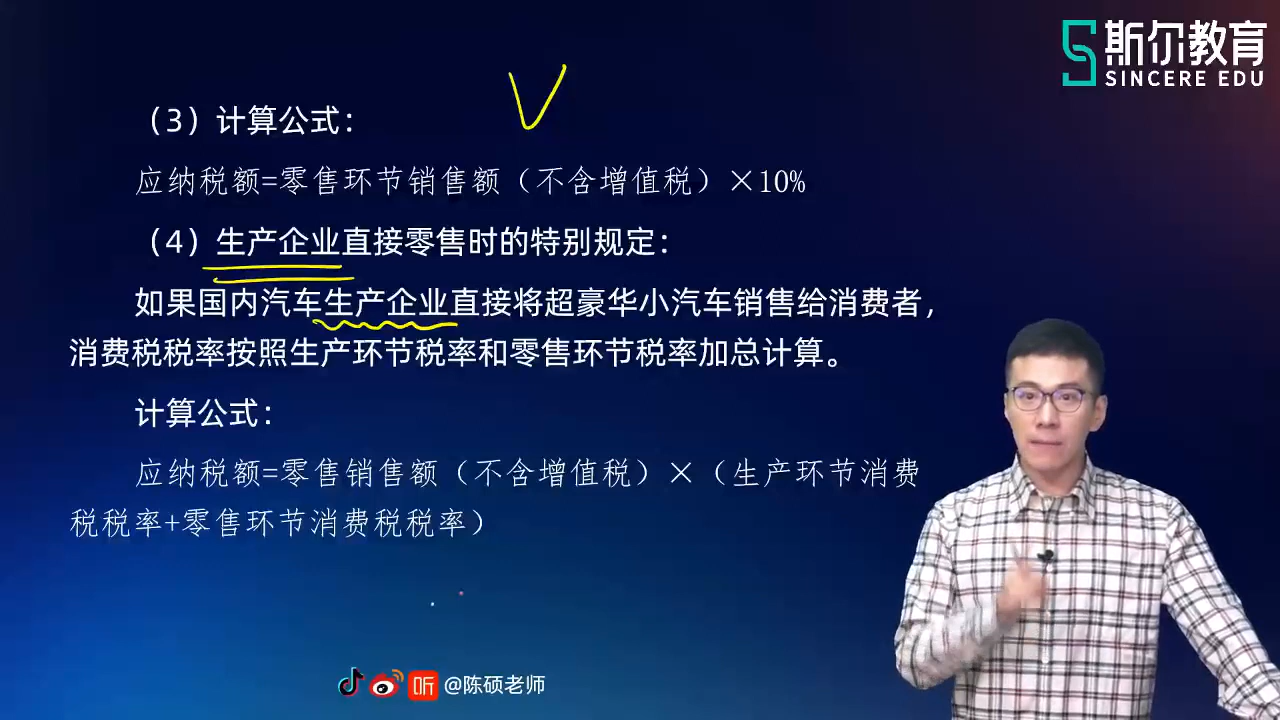 斯尔教育
SINCERE EDU
（3）计算公式：
应纳税额=零售环节销售额（不含增值税）×10%
（4）生产企业直接零售时的特别规定：
如果国内汽车生产企业直接将超豪华小汽车销售给消费者，
消费税税率按照生产环节税率和零售环节税率加总计算。
计算公式：
应纳税额=零售销售额（不含增值税）×（生产环节消费
税税率+零售环节消费税税率）
听 @陈硕老师